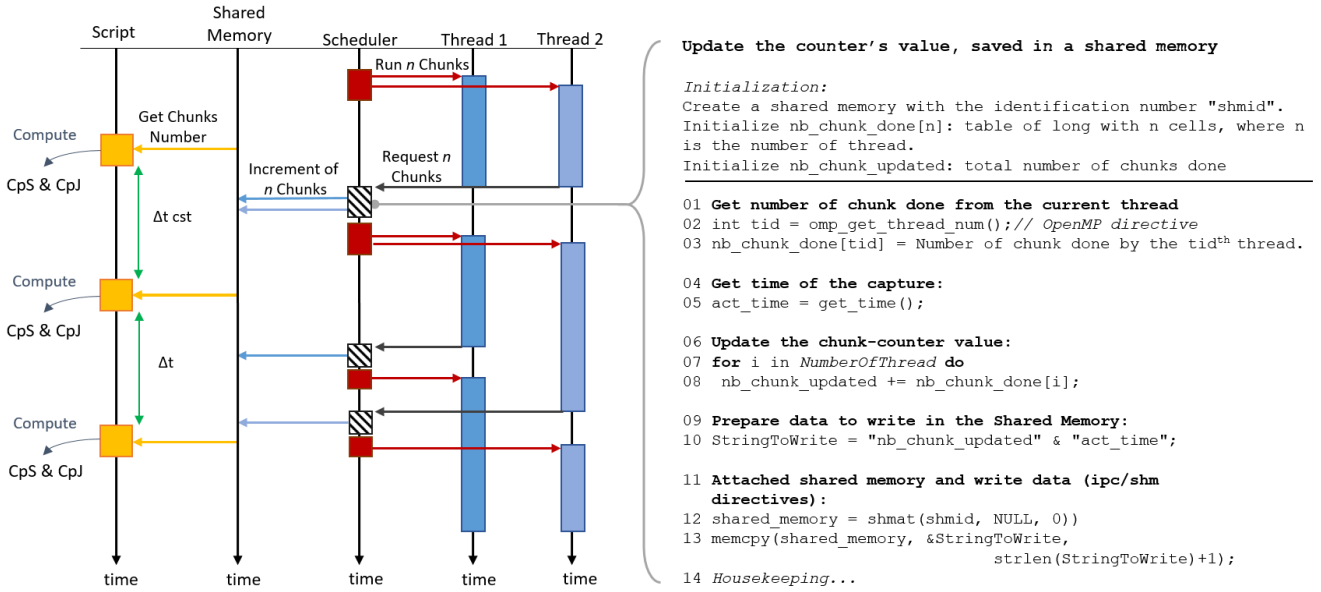 Script
Shared
Memory
Scheduler
Thread 1
Thread 2
Run n Chunks
Get Chunks
Number
Compute
CpS & CpJ
Increment of
n Chunks
Request n
Chunks
Δt cst
Compute
CpS & CpJ
Δt
Compute
CpS & CpJ
time
time
time
time
time
Update the counter's value, saved in a shared memory
Initialization:
Create a shared memory with the identification number "shmid".
Initialize nb_chunk_done[n]: table of long with n cells, where n
is the number of thread.
Initialize nb_chunk_updated: total number of chunks done
01 Get number of chunk done from the current thread
02 int tid = omp_get_thread_num();// OpenMP directive
03 nb_chunk_done[tid] = Number of chunk done by the tidth thread.
04 Get time of the capture:
05 act_time = get_time();
06 Update the chunk-counter value:
07 for i in NumberOfThread do
08 nb_chunk_updated += nb_chunk_done[i];
09 Prepare data to write in the Shared Memory:
10 StringToWrite = "nb_chunk_updated" & "act_time";
11 Attached shared memory and write data (ipc/shm
directives):
12 shared_memory = shmat(shmid, NULL, 0))
13 memcpy(shared_memory, &StringToWrite,
strlen(StringToWrite)+1);
14 Housekeeping...